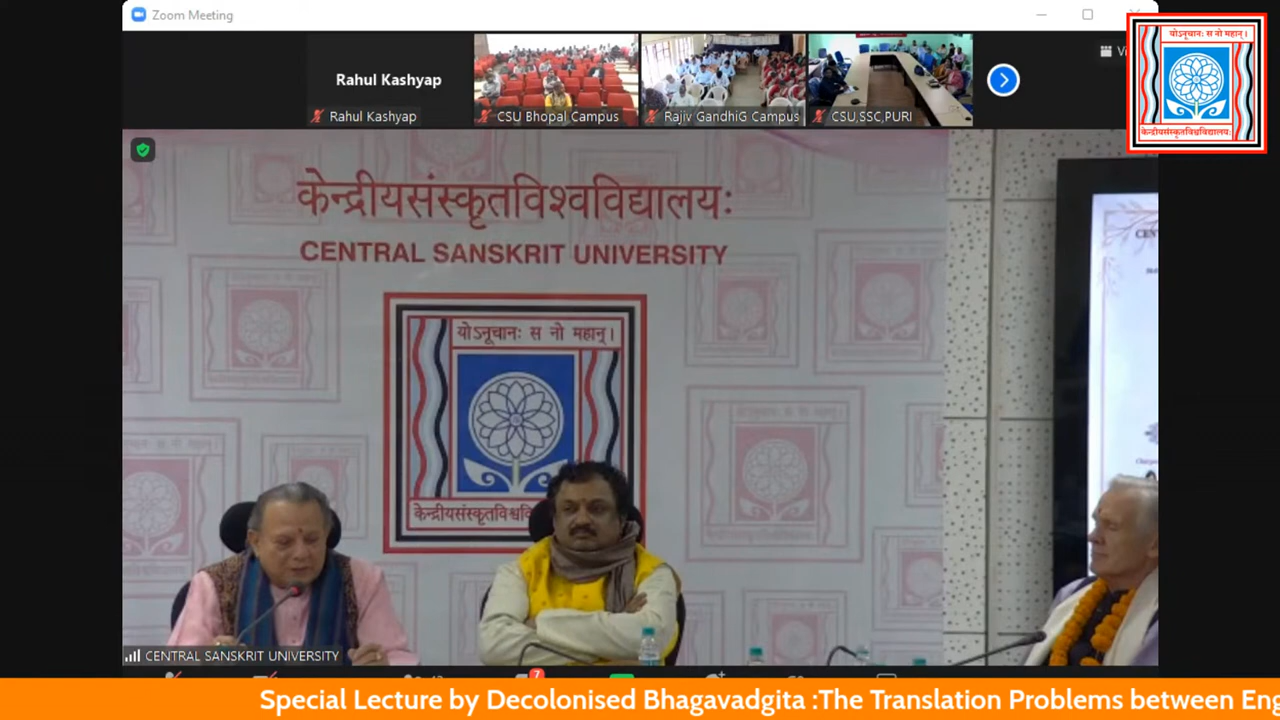 Zoom Meeting
Rahul Kashyap
Rahul Kashyap
CSU Bhopal Campus
Rajiv GandhiG Campus
CSU,SSC,PURI
योऽनूचानः स नो महान् ।
केन्द्रीयसंस्कृतविश्वविद्यालयः
केन्द्रीयसंस्कृतविश्वविद्यालयः
CENTRAL SANSKRIT UNIVERSITY
योऽनूचानः स नो महान् ।
CENTRAL SANSKRIT UNIVERSITY
7
Special Lecture by Decolonised Bhagavadgita :The Translation Problems between